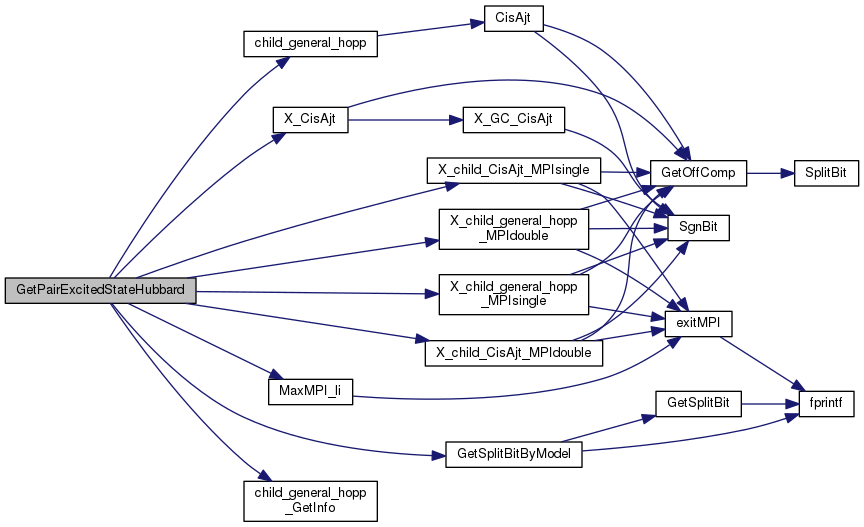 CisAjt
child_general_hopp
X_CisAjt
X_GC_CisAjt
X_child_CisAjt_MPIsingle
GetOffComp
SplitBit
X_child_general_hopp
_MPIdouble
SgnBit
GetPairExcitedStateHubbard
X_child_general_hopp
_MPIsingle
exitMPI
X_child_CisAjt_MPIdouble
MaxMPI_li
GetSplitBit
fprintf
GetSplitBitByModel
child_general_hopp
_GetInfo